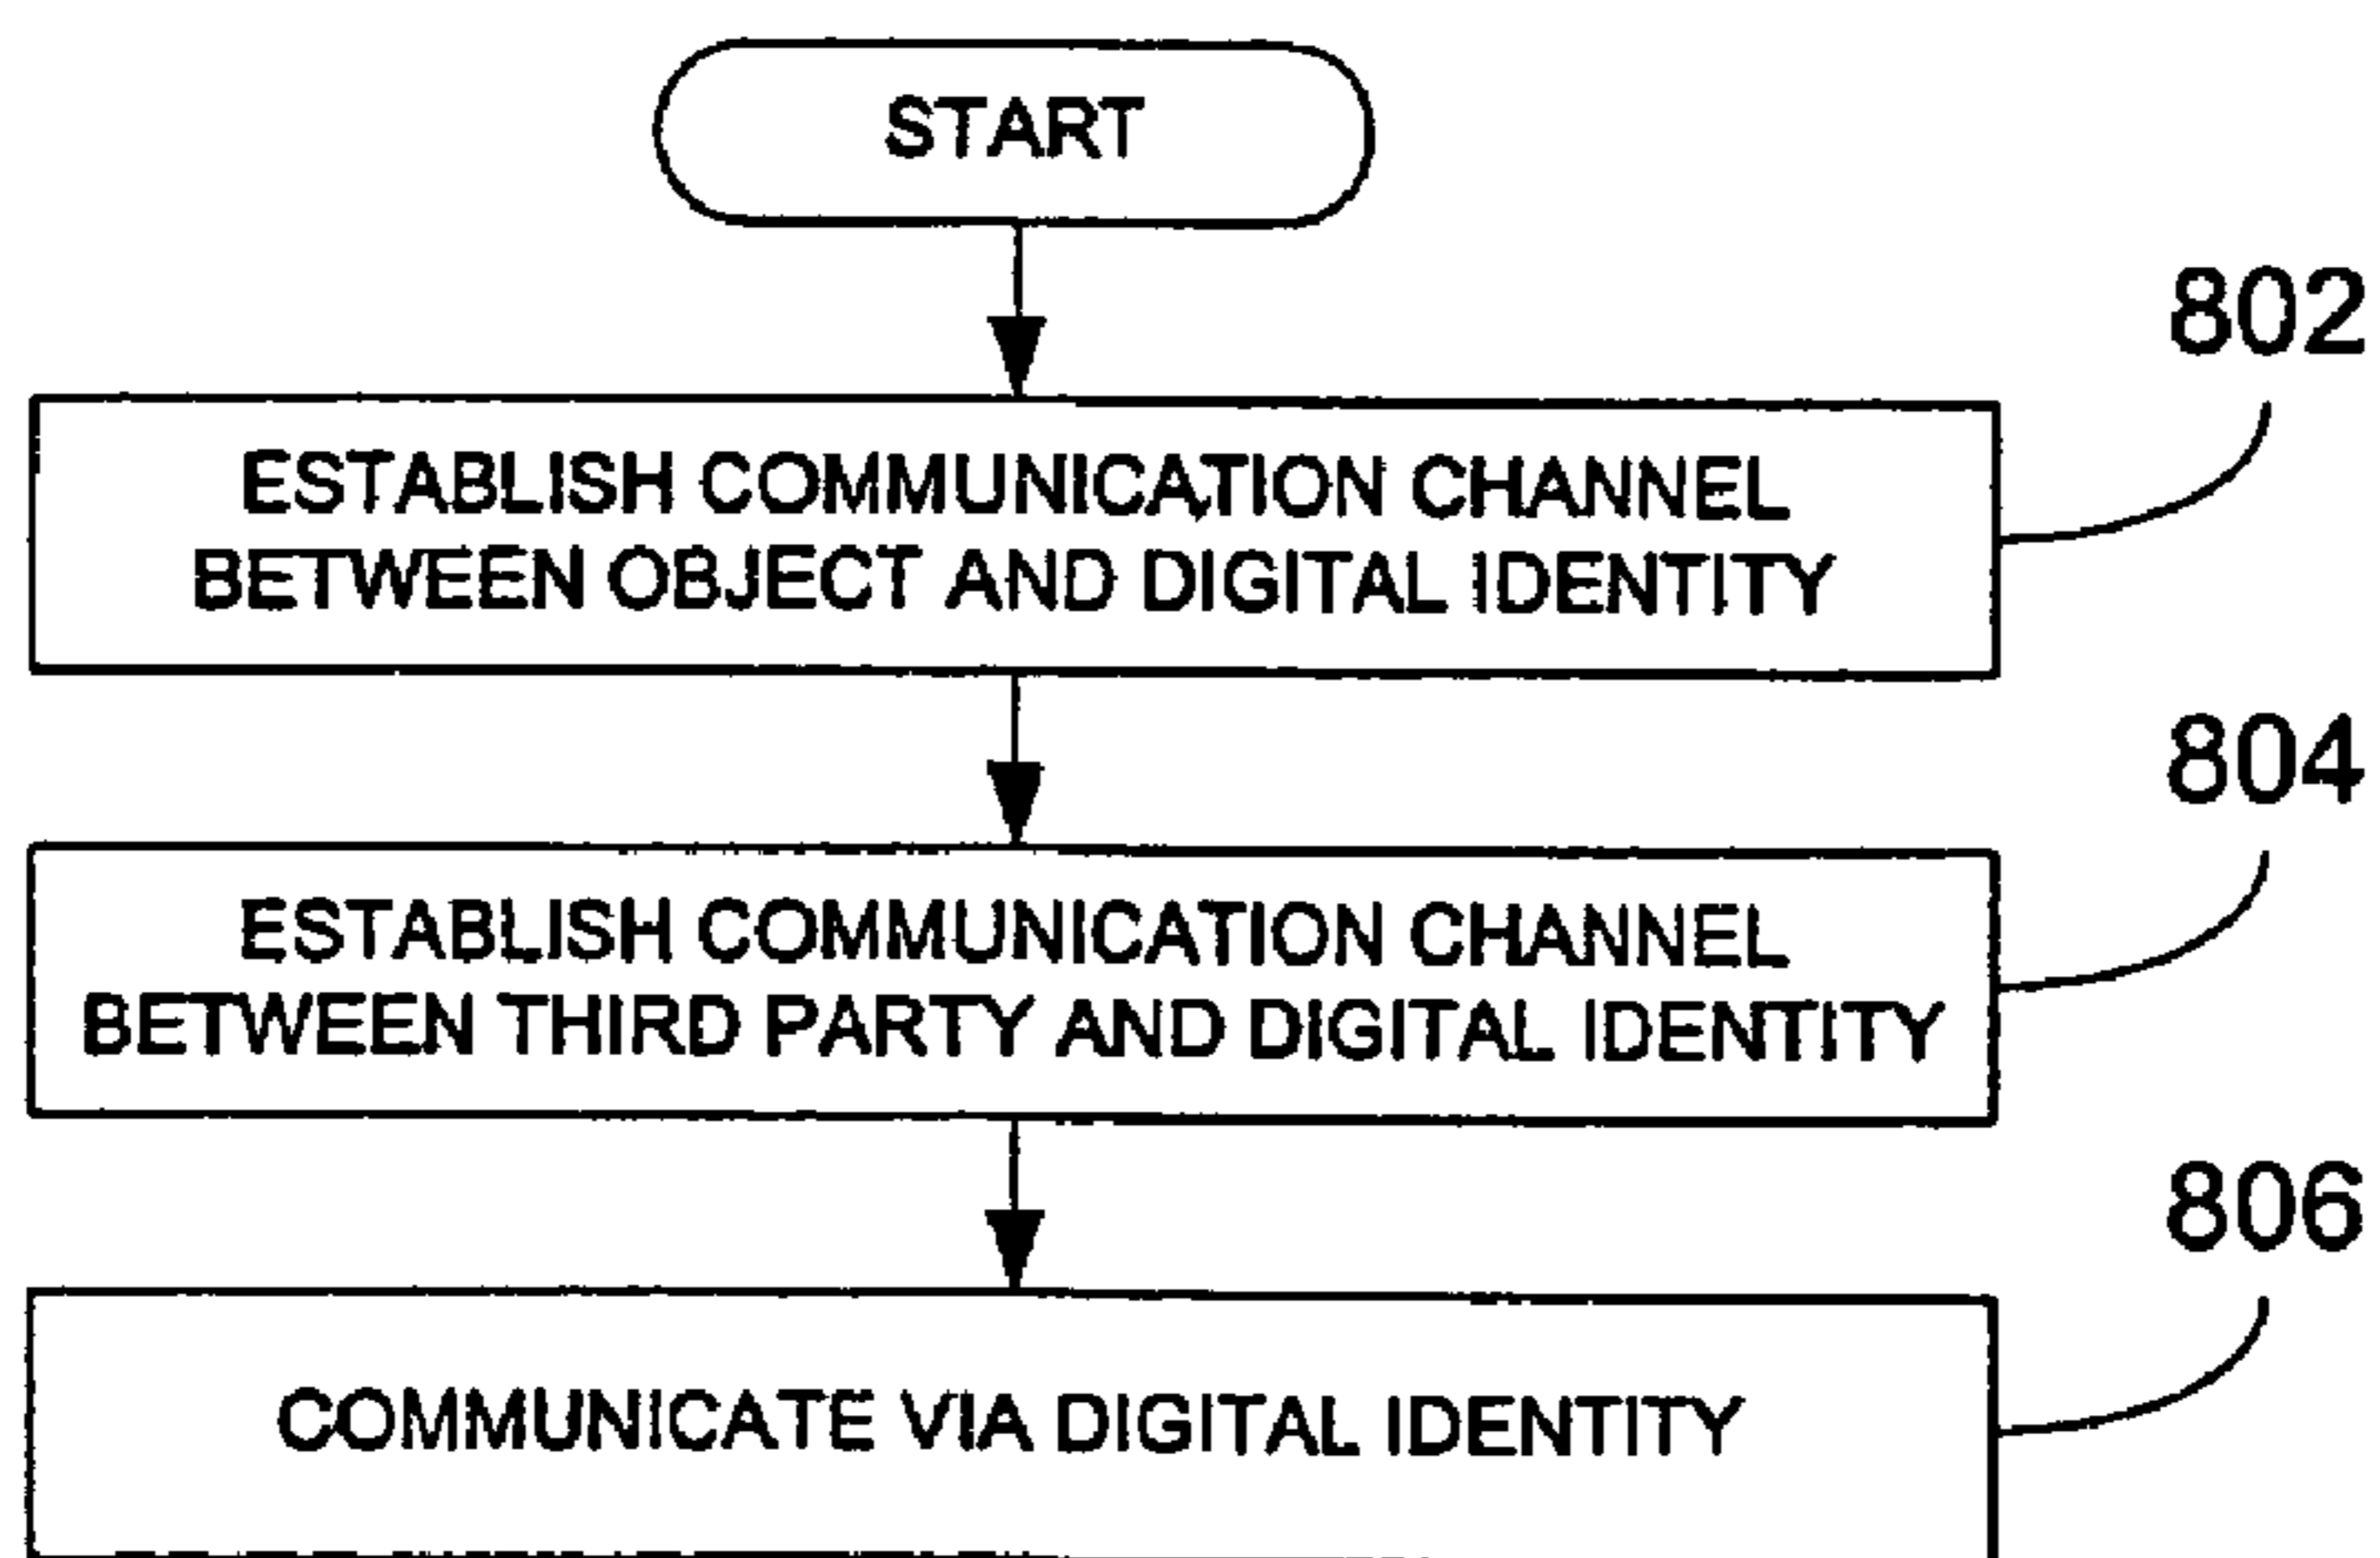 START
802
ESTABLISH COMMUNICATION CHANNEL
BETWEEN OBJECT AND DIGITAL IDENTITY
804
ESTABLISH COMMUNICATION CHANNEL
BETWEEN THIRD PARTY AND DIGITAL IDENTITY
806
COMMUNICATE VIA DIGITAL IDENTITY